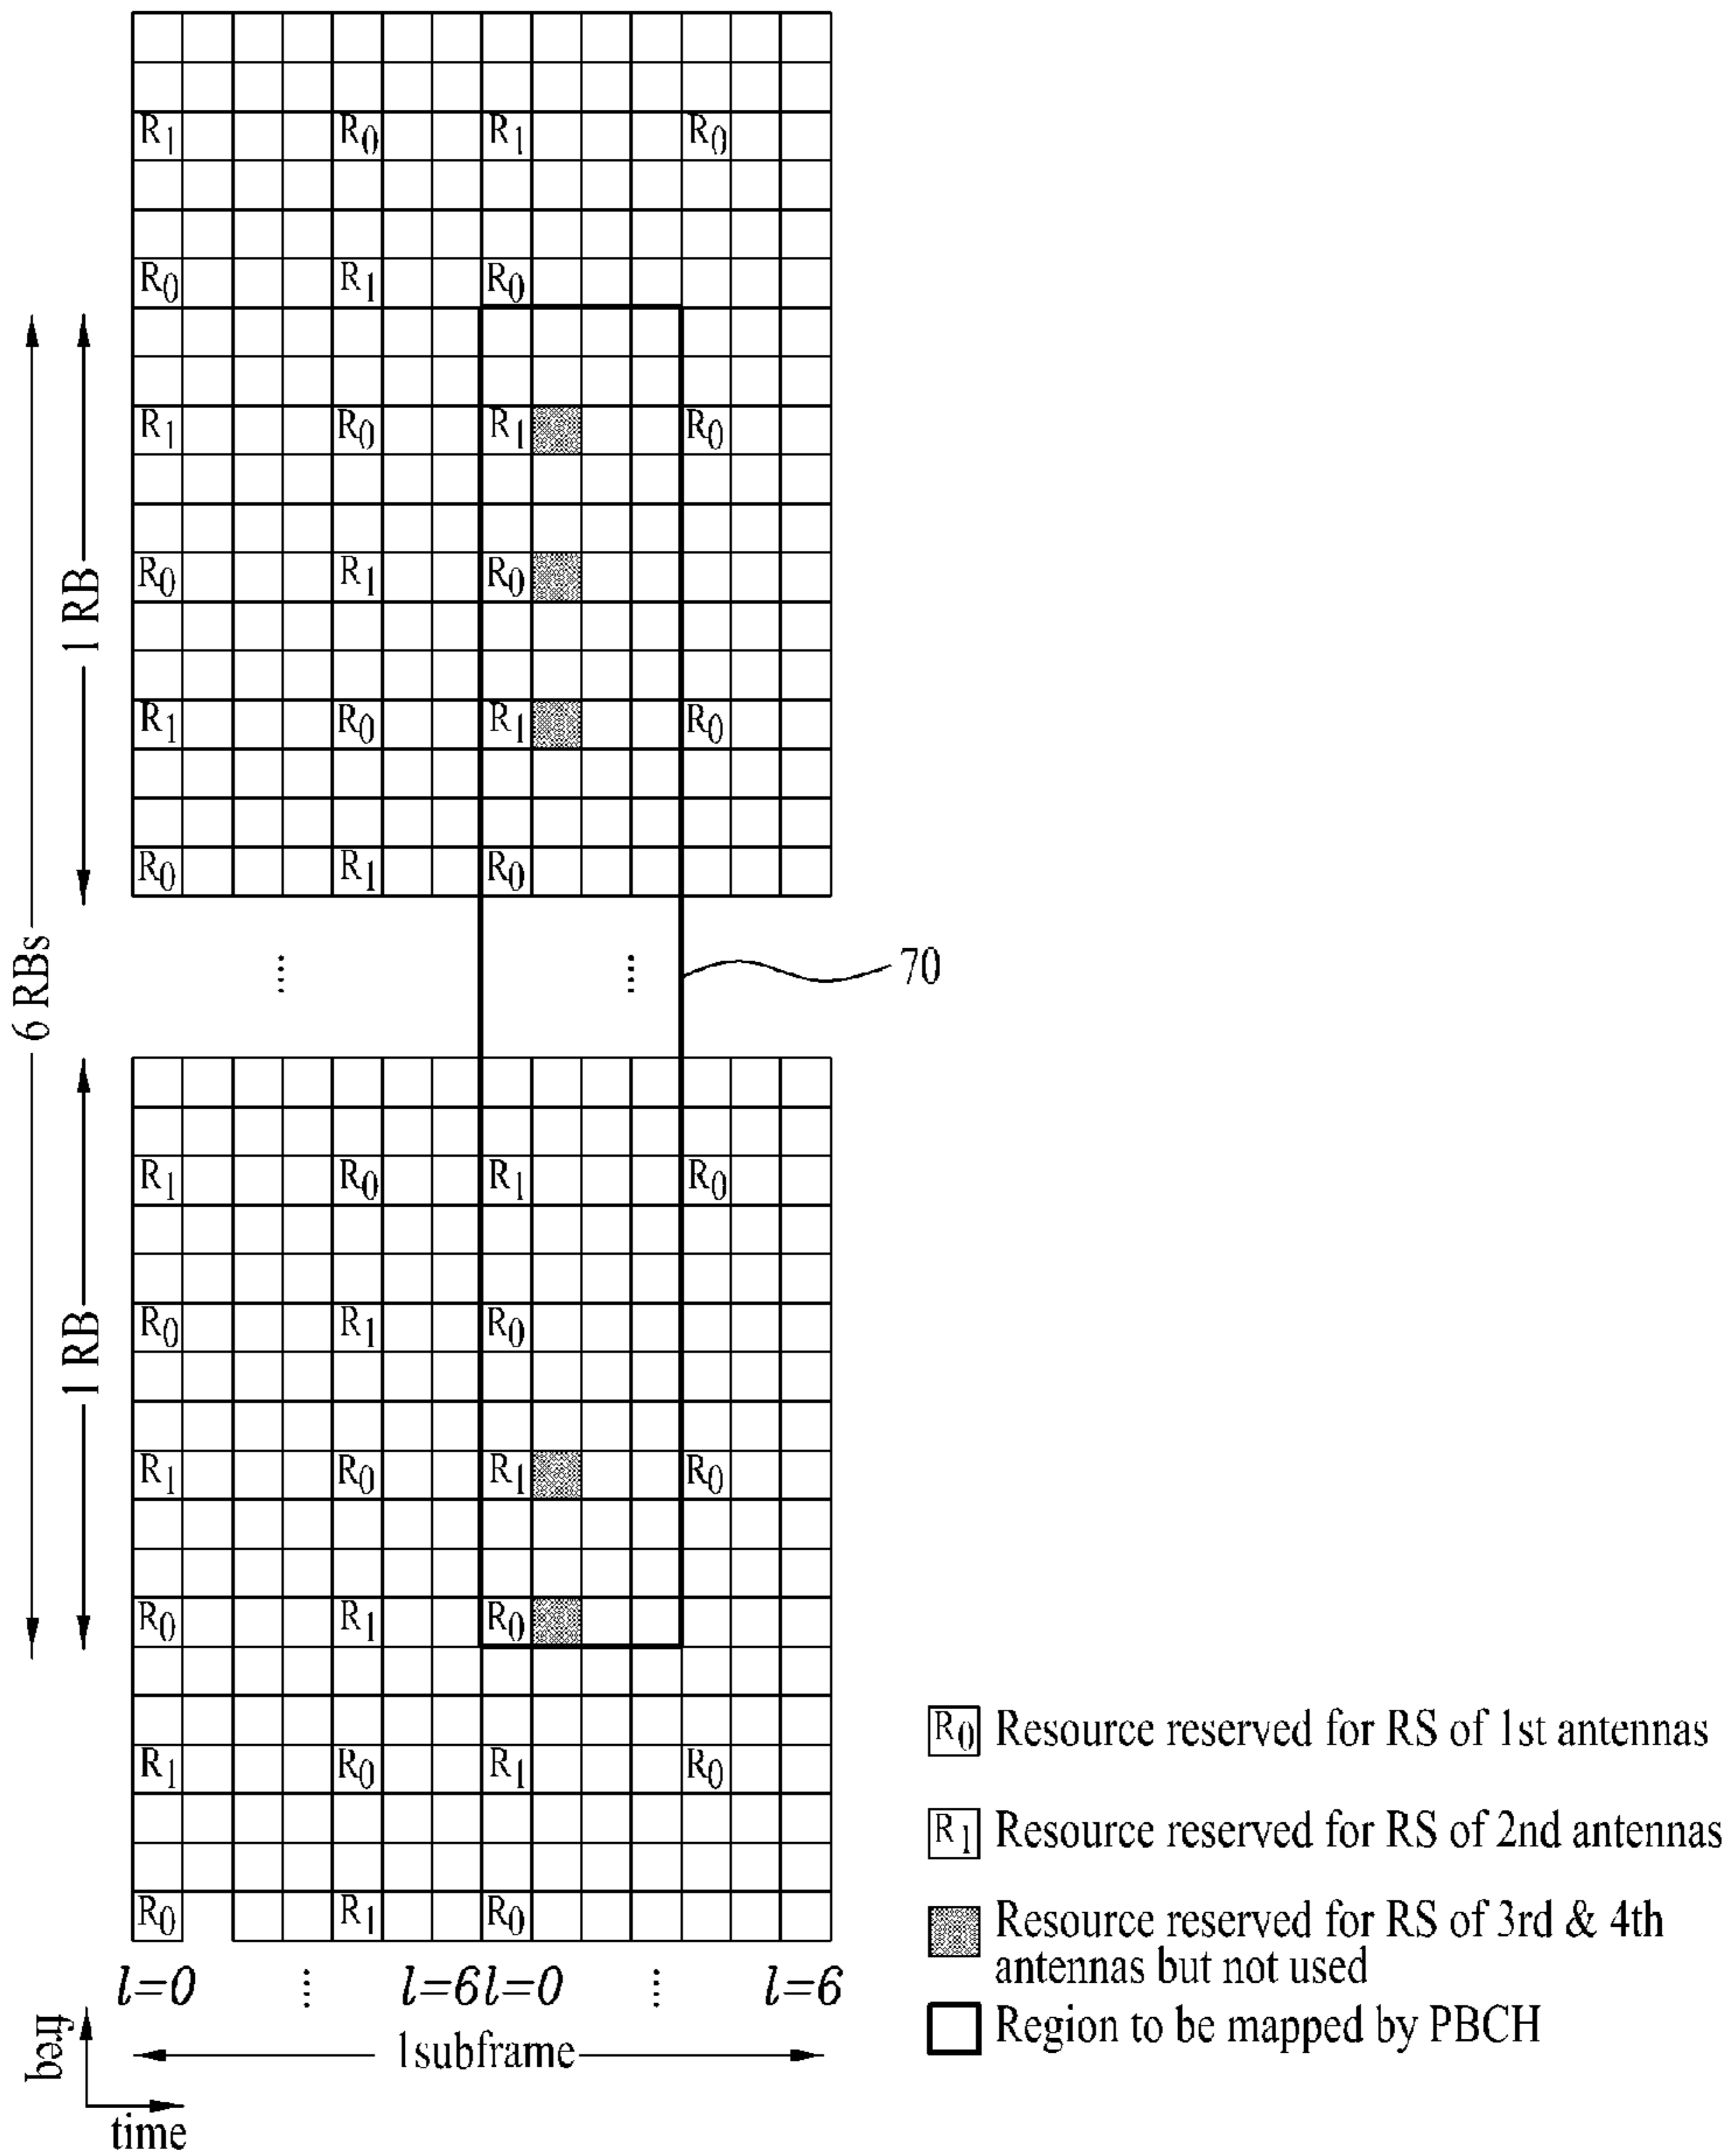 R1 R0 R1 R0
R0 R1 R0
R1 R0 R1 R0
R0 R1 R0
R1 R0 R1 R0
R0 R1 R0
1 RB
6 RBs
70
R1 R0 R1 R0
R0 R1 R0
R1 R0 R1 R0
R0 R1 R0
R1 R0 R1 R0
R0 R1 R0
1 RB
l=0 l=6 l=0 l=6
1subframe
freq
time
R0 Resource reserved for RS of 1st antennas
R1 Resource reserved for RS of 2nd antennas
Resource reserved for RS of 3rd & 4th
antennas but not used
Region to be mapped by PBCH